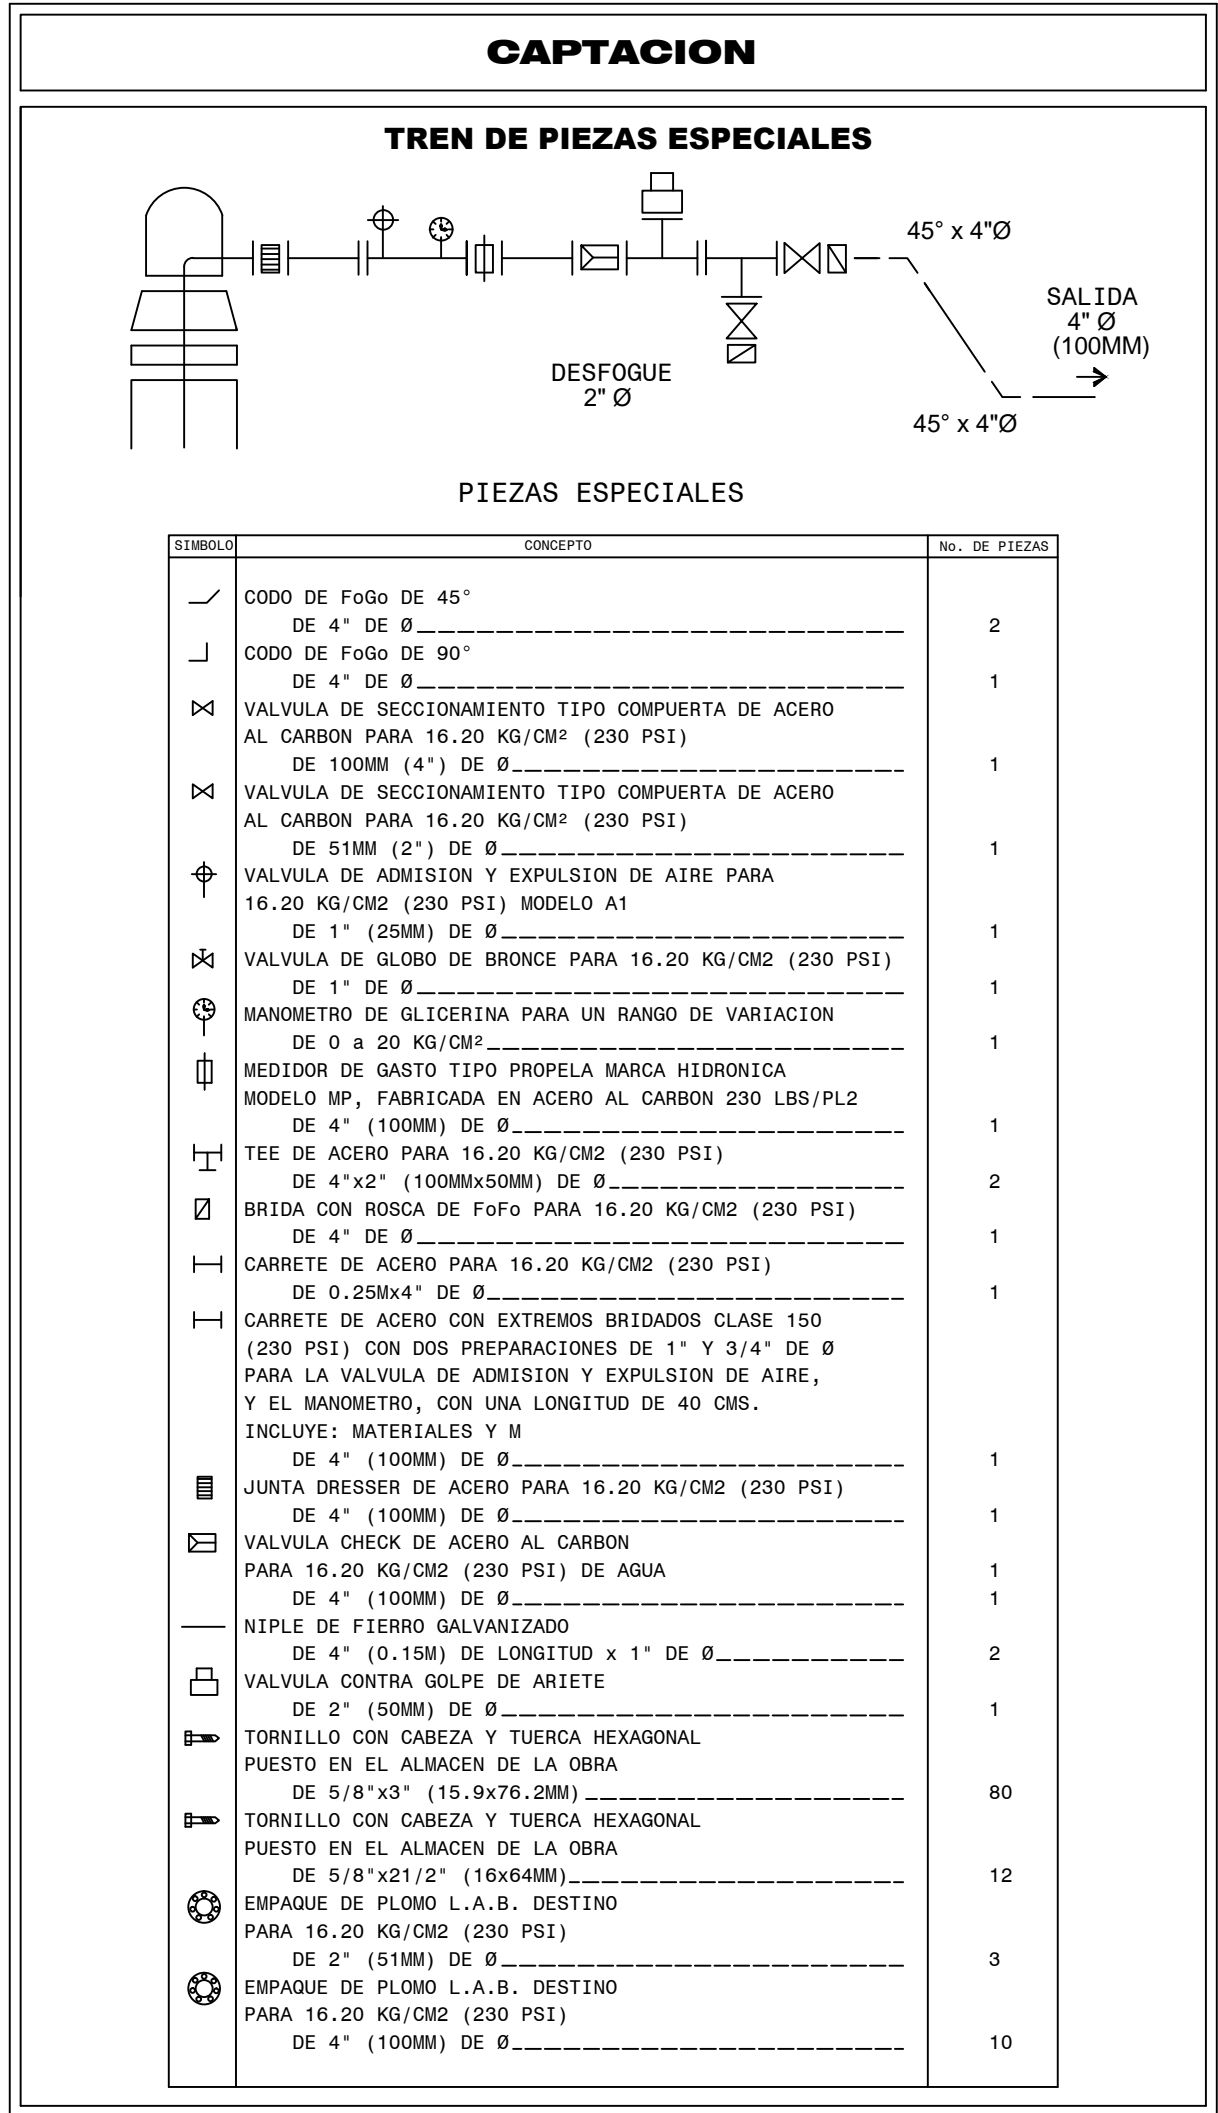 CAPTACION
TREN DE PIEZAS ESPECIALES
45° x 4"Ø
SALIDA
4" Ø
(100MM)
DESFOGUE
2" Ø
45° x 4"Ø
PIEZAS ESPECIALES
SIMBOLO CONCEPTO No. DE PIEZAS
CODO DE FoGo DE 45°
DE 4" DE Ø 2
CODO DE FoGo DE 90°
DE 4" DE Ø 1
VALVULA DE SECCIONAMIENTO TIPO COMPUERTA DE ACERO
AL CARBON PARA 16.20 KG/CM² (230 PSI)
DE 100MM (4") DE Ø 1
VALVULA DE SECCIONAMIENTO TIPO COMPUERTA DE ACERO
AL CARBON PARA 16.20 KG/CM² (230 PSI)
DE 51MM (2") DE Ø 1
VALVULA DE ADMISION Y EXPULSION DE AIRE PARA
16.20 KG/CM2 (230 PSI) MODELO A1
DE 1" (25MM) DE Ø 1
VALVULA DE GLOBO DE BRONCE PARA 16.20 KG/CM2 (230 PSI)
DE 1" DE Ø 1
MANOMETRO DE GLICERINA PARA UN RANGO DE VARIACION
DE 0 a 20 KG/CM² 1
MEDIDOR DE GASTO TIPO PROPELA MARCA HIDRONICA
MODELO MP, FABRICADA EN ACERO AL CARBON 230 LBS/PL2
DE 4" (100MM) DE Ø 1
TEE DE ACERO PARA 16.20 KG/CM2 (230 PSI)
DE 4"x2" (100MMx50MM) DE Ø 2
BRIDA CON ROSCA DE FoFo PARA 16.20 KG/CM2 (230 PSI)
DE 4" DE Ø 1
CARRETE DE ACERO PARA 16.20 KG/CM2 (230 PSI)
DE 0.25Mx4" DE Ø 1
CARRETE DE ACERO CON EXTREMOS BRIDADOS CLASE 150
(230 PSI) CON DOS PREPARACIONES DE 1" Y 3/4" DE Ø
PARA LA VALVULA DE ADMISION Y EXPULSION DE AIRE,
Y EL MANOMETRO, CON UNA LONGITUD DE 40 CMS.
INCLUYE: MATERIALES Y M
DE 4" (100MM) DE Ø 1
JUNTA DRESSER DE ACERO PARA 16.20 KG/CM2 (230 PSI)
DE 4" (100MM) DE Ø 1
VALVULA CHECK DE ACERO AL CARBON
PARA 16.20 KG/CM2 (230 PSI) DE AGUA 1
DE 4" (100MM) DE Ø 1
NIPLE DE FIERRO GALVANIZADO
DE 4" (0.15M) DE LONGITUD x 1" DE Ø 2
VALVULA CONTRA GOLPE DE ARIETE
DE 2" (50MM) DE Ø 1
TORNILLO CON CABEZA Y TUERCA HEXAGONAL
PUESTO EN EL ALMACEN DE LA OBRA
DE 5/8"x3" (15.9x76.2MM) 80
TORNILLO CON CABEZA Y TUERCA HEXAGONAL
PUESTO EN EL ALMACEN DE LA OBRA
DE 5/8"x21/2" (16x64MM) 12
EMPAQUE DE PLOMO L.A.B. DESTINO
PARA 16.20 KG/CM2 (230 PSI)
DE 2" (51MM) DE Ø 3
EMPAQUE DE PLOMO L.A.B. DESTINO
PARA 16.20 KG/CM2 (230 PSI)
DE 4" (100MM) DE Ø 10